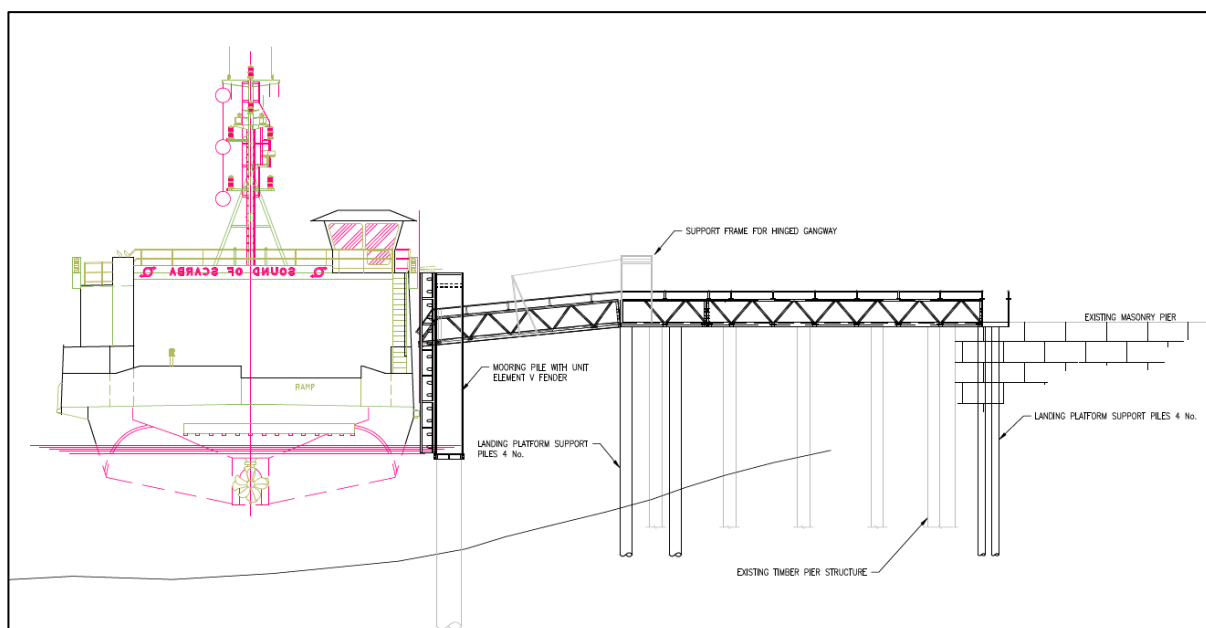 SUPPORT FRAME FOR HINGED GANGWAY
SOUND OF SCARBA
EXISTING MASONRY PIER
MOORING PILE WITH UNIT
ELEMENT V FENDER
RAMP
LANDING PLATFORM SUPPORT
PILES 4 No.
LANDING PLATFORM SUPPORT PILES 4 No.
EXISTING TIMBER PIER STRUCTURE